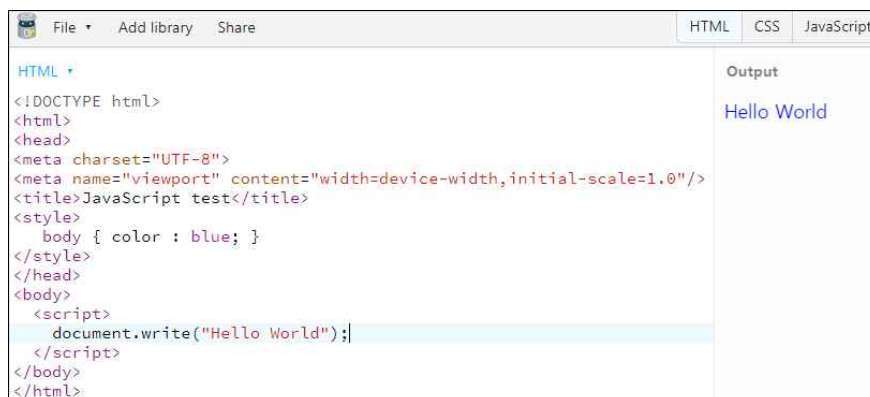 File ▾ Add library Share HTML CSS JavaScript
HTML ▾
<!DOCTYPE html>
<html>
<head>
<meta charset="UTF-8">
<meta name="viewport" content="width=device-width,initial-scale=1.0"/>
<title>JavaScript test</title>
<style>
body { color : blue; }
</style>
</head>
<body>
<script>
document.write("Hello World");
</script>
</body>
</html>
Output
Hello World